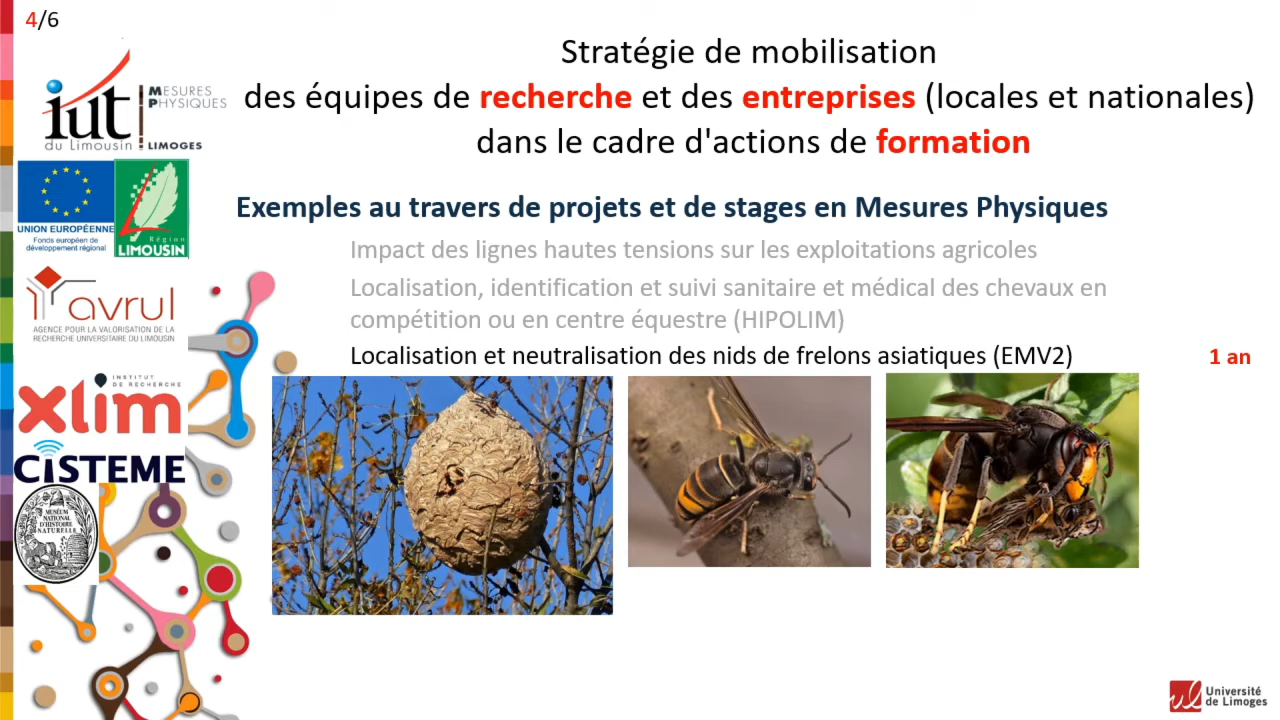 4/6
Stratégie de mobilisation
des équipes de recherche et des entreprises (locales et nationales)
dans le cadre d'actions de formation
iut
du Limousin
MESURES
PHYSIQUES
LIMOGES
UNION EUROPÉENNE
Fonds européen de
développement régional
Région
LIMOUSIN
avrul
AGENCE POUR LA VALORISATION DE LA
RECHERCHE UNIVERSITAIRE DU LIMOUSIN
INSTITUT
DE RECHERCHE
xlim
CISTEME
MUSÉUM
NATIONAL
D'HISTOIRE
NATURELLE
Exemples au travers de projets et de stages en Mesures Physiques
Impact des lignes hautes tensions sur les exploitations agricoles
Localisation, identification et suivi sanitaire et médical des chevaux en
compétition ou en centre équestre (HIPOLIM)
Localisation et neutralisation des nids de frelons asiatiques (EMV2) 1 an
Université
de Limoges